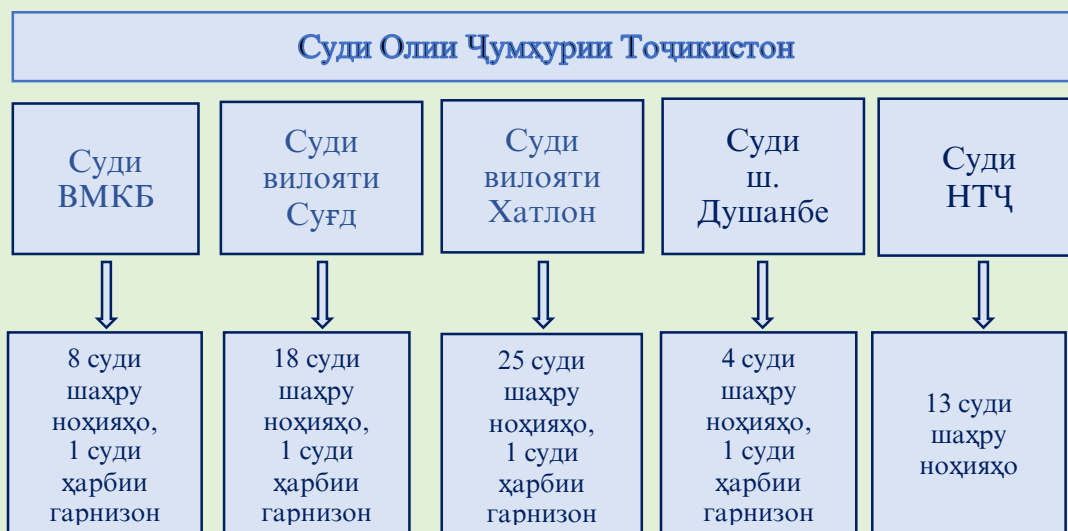 Суди Олии Ҷумҳурии Тоҷикистон
Суди
ВМКБ
Суди
вилояти
Суғд
Суди
вилояти
Хатлон
Суди
ш.
Душанбе
Суди
НТҶ
8 суди
шаҳру
ноҳияҳо,
1 суди
ҳарбии
гарнизон
18 суди
шаҳру
ноҳияҳо,
1 суди
ҳарбии
гарнизон
25 суди
шаҳру
ноҳияҳо,
1 суди
ҳарбии
гарнизон
4 суди
шаҳру
ноҳияҳо,
1 суди
ҳарбии
гарнизон
13 суди
шаҳру
ноҳияҳо